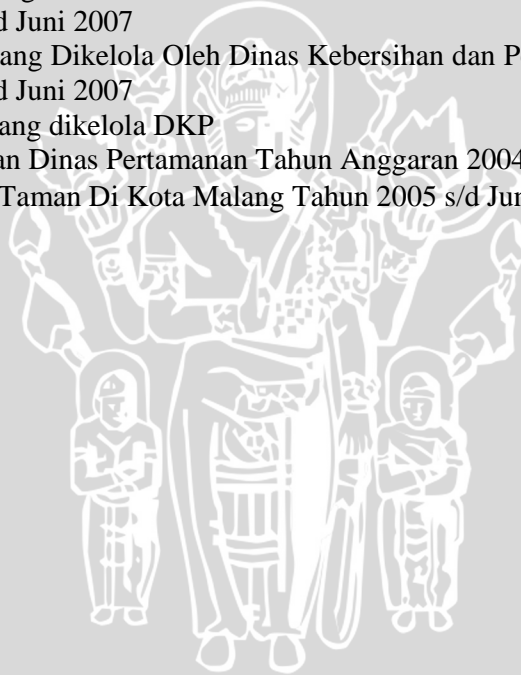 d Juni 2007
ang Dikelola Oleh Dinas Kebersihan dan P
d Juni 2007
ang dikelola DKP
an Dinas Pertamanan Tahun Anggaran 2004
Taman Di Kota Malang Tahun 2005 s/d Jun